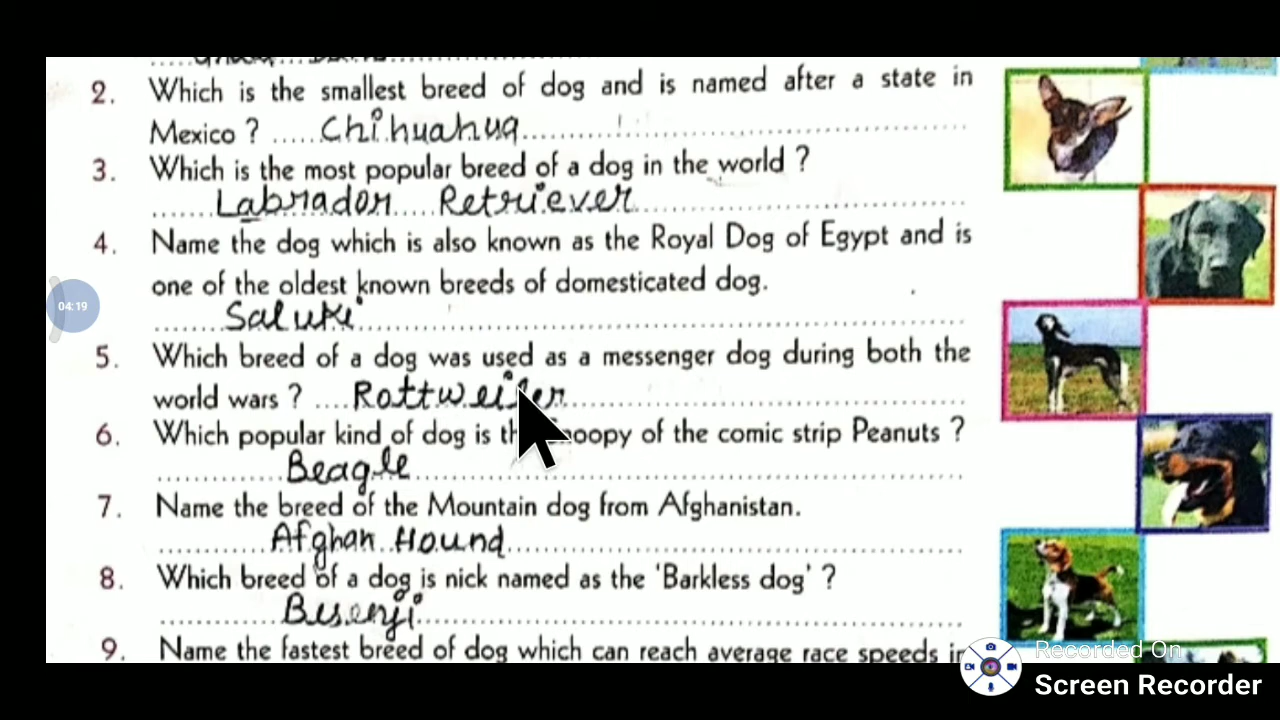 2. Which is the smallest breed of dog and is named after a state in
Mexico ? ..... Chihuahua
3. Which is the most popular breed of a dog in the world ?
Labrador Retriever
4. Name the dog which is also known as the Royal Dog of Egypt and is
one of the oldest known breeds of domesticated dog.
Saluki
04:19
5. Which breed of a dog was used as a messenger dog during both the
world wars ? .... Rottweiler
6. Which popular kind of dog is the Snoopy of the comic strip Peanuts ?
Beagle
7. Name the breed of the Mountain dog from Afghanistan.
Afghan Hound
8. Which breed of a dog is nick named as the 'Barkless dog' ?
Besenji
9. Name the fastest breed of dog which can reach average race speeds in
Recorded On
Screen Recorder